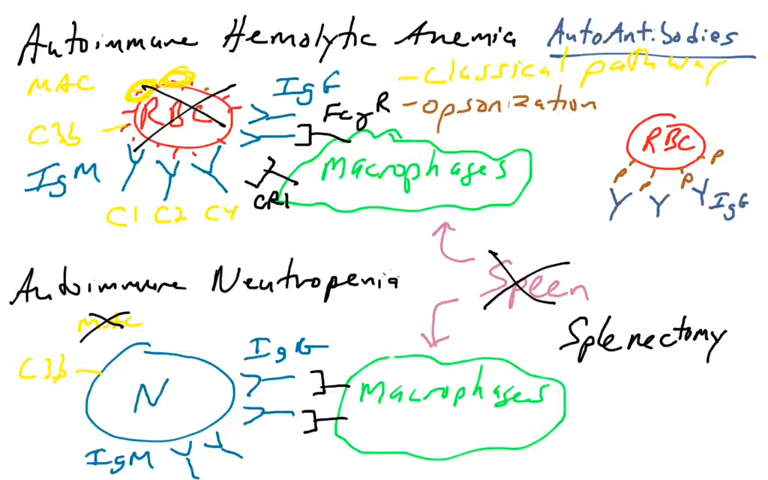 Autoimmune Hemolytic Anemia AutoAntibodies
MAC
RBC
IgG
- classical pathway
FcγR
- opsonization
C3b
IgM
C1 C2 C4
CR1
Macrophages
RBC
P
P
P
P
P
IgG
Autoimmune Neutropenia
Spleen
Splenectomy
MAC
C3b
N
IgG
Macrophages
IgM